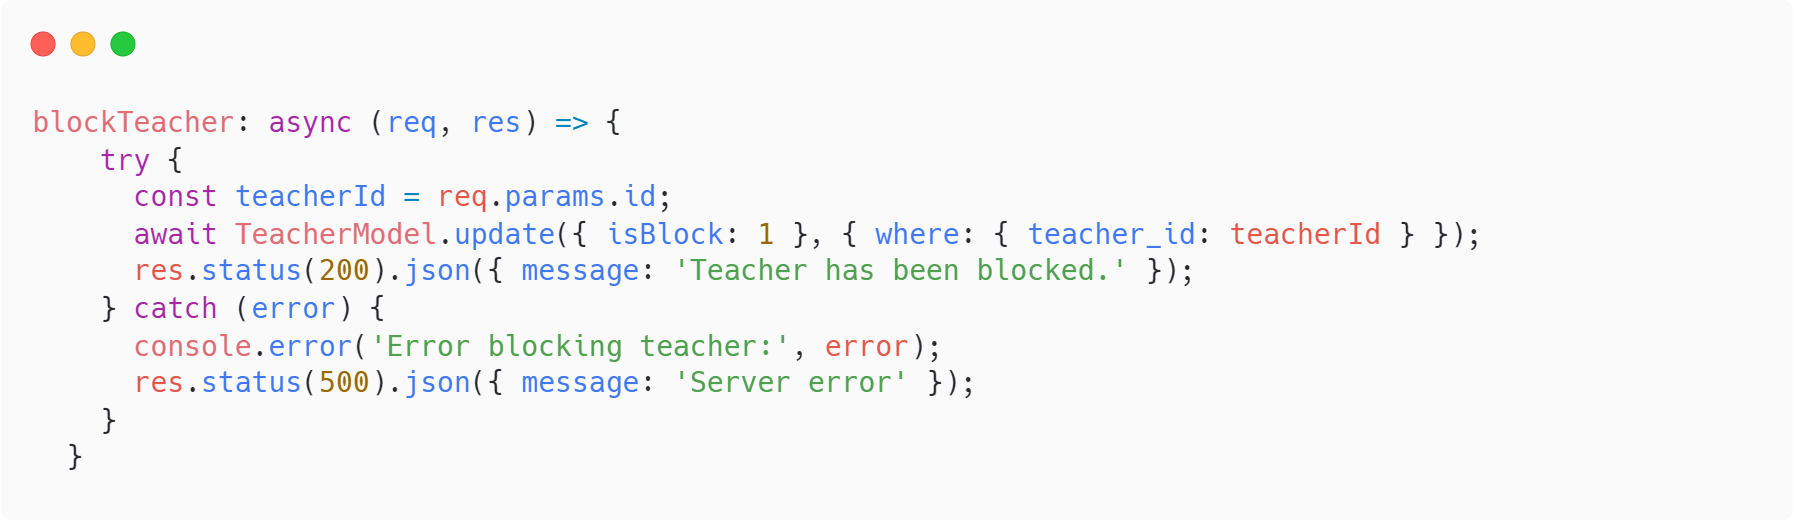 blockTeacher: async (req, res) => {
    try {
      const teacherId = req.params.id;
      await TeacherModel.update({ isBlock: 1 }, { where: { teacher_id: teacherId } });
      res.status(200).json({ message: 'Teacher has been blocked.' });
    } catch (error) {
      console.error('Error blocking teacher:', error);
      res.status(500).json({ message: 'Server error' });
    }
  }